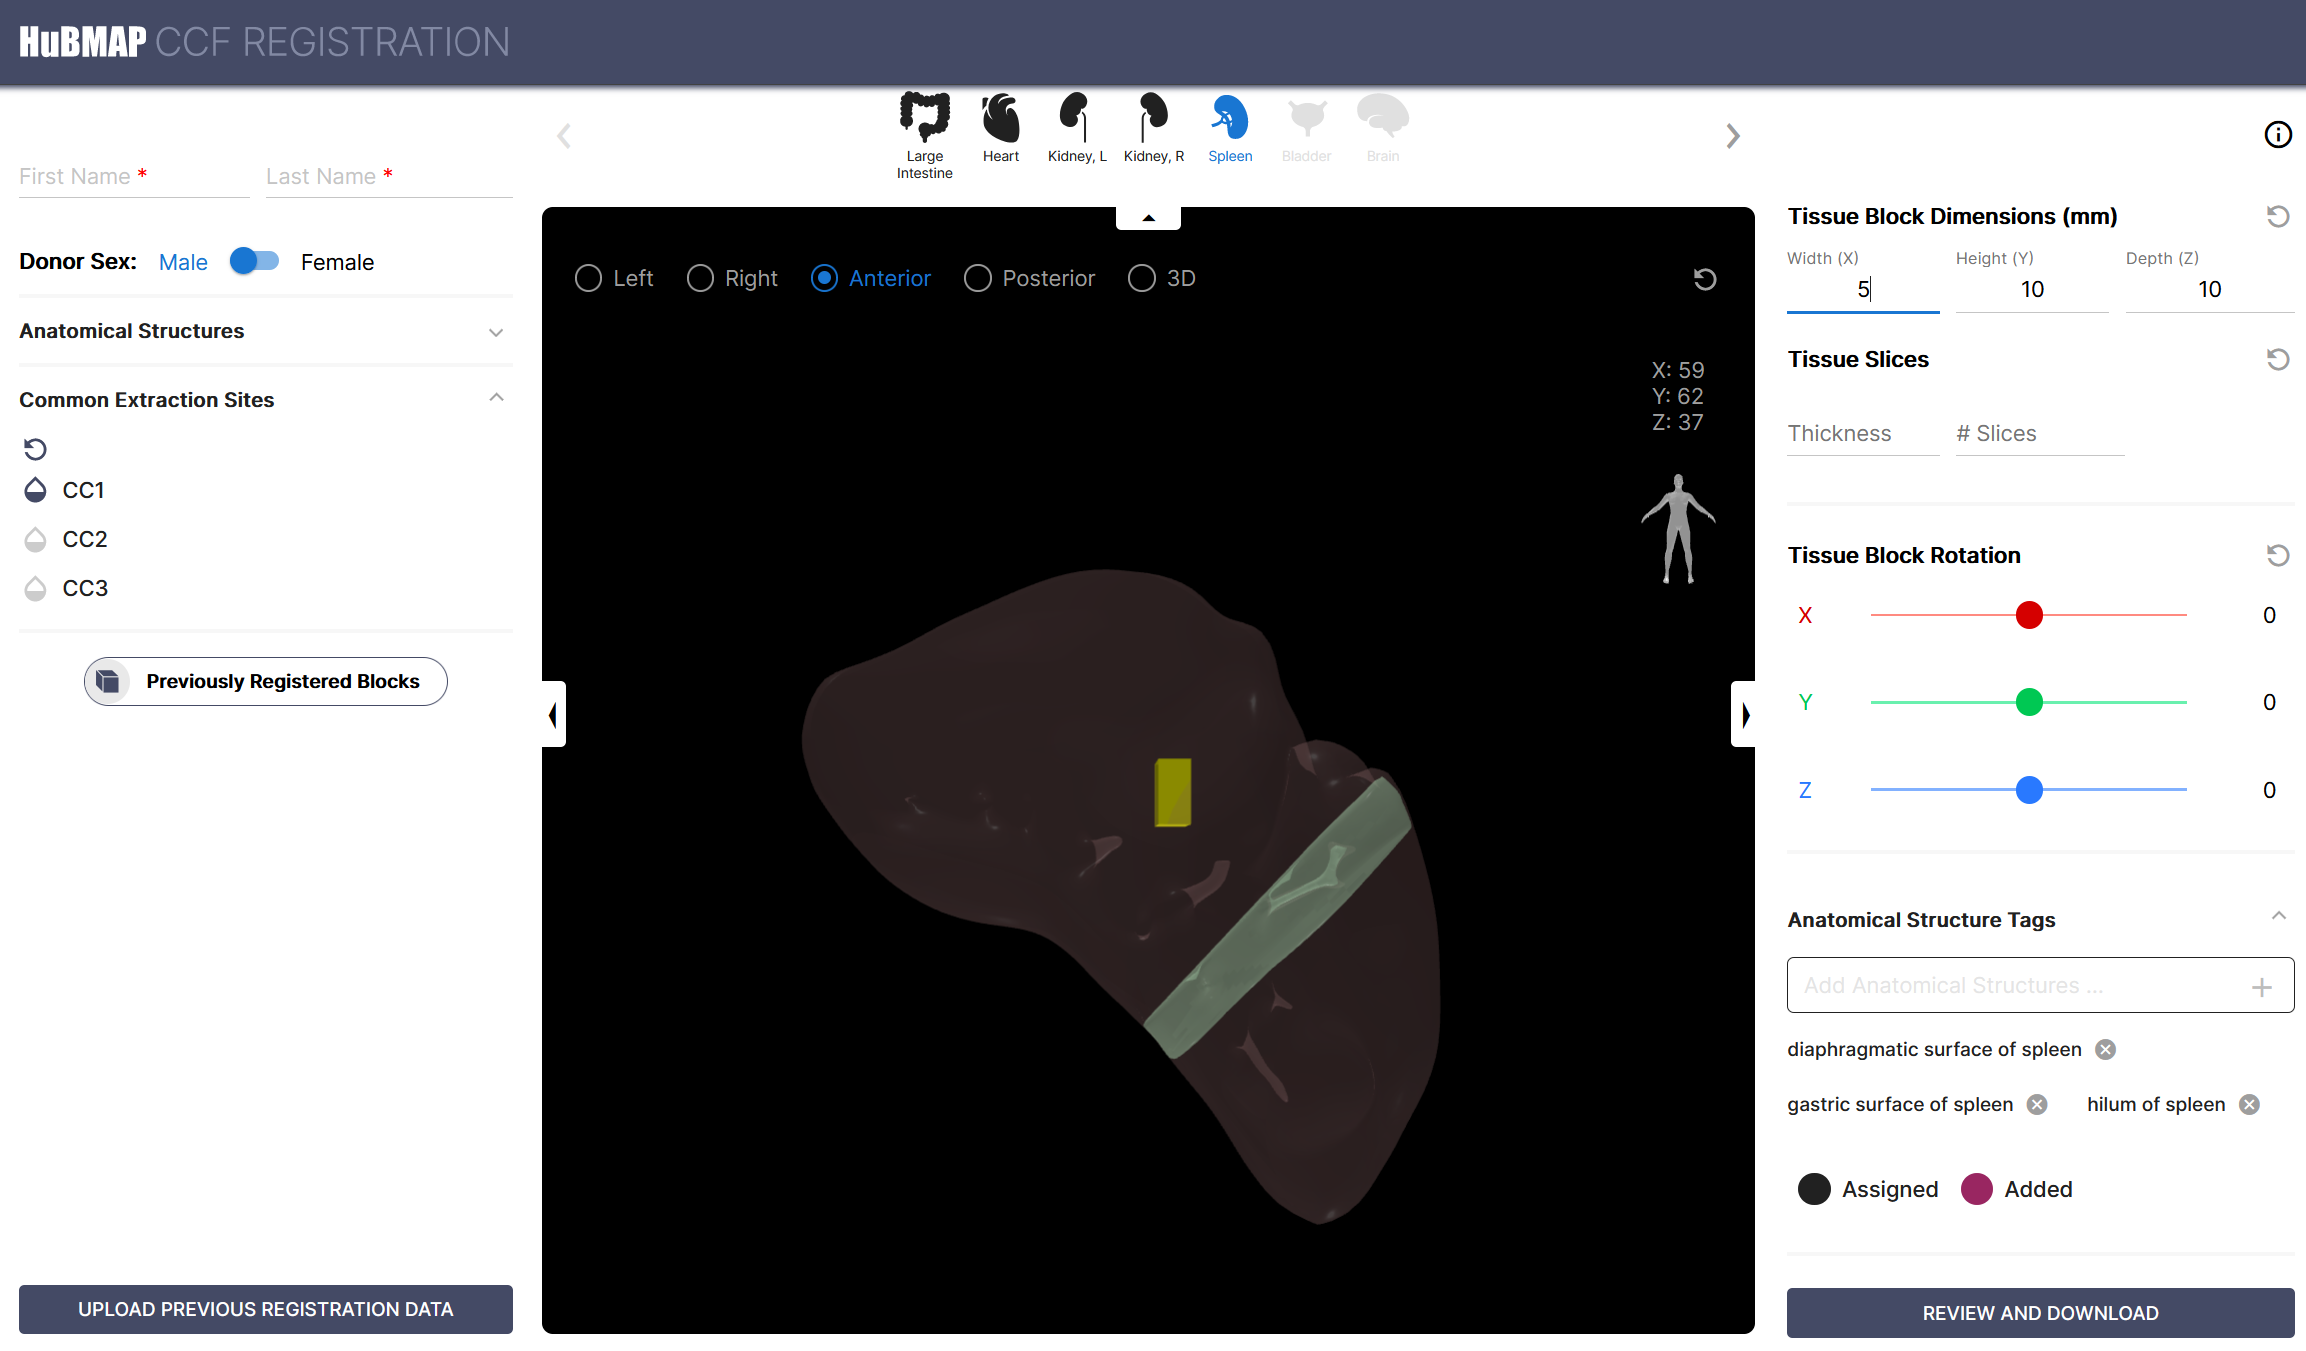 HuBMAP CCF REGISTRATION
Large Intestine
Heart
Kidney, L
Kidney, R
Spleen
Bladder
Brain
First Name *
Last Name *
Donor Sex: Male Female
Anatomical Structures
Common Extraction Sites
CC1
CC2
CC3
Previously Registered Blocks
UPLOAD PREVIOUS REGISTRATION DATA
Left
Right
Anterior
Posterior
3D
X: 59
Y: 62
Z: 37
Tissue Block Dimensions (mm)
Width (X)
Height (Y)
Depth (Z)
5
10
10
Tissue Slices
Thickness
# Slices
Tissue Block Rotation
X 0
Y 0
Z 0
Anatomical Structure Tags
Add Anatomical Structures ...
diaphragmatic surface of spleen
gastric surface of spleen
hilum of spleen
Assigned
Added
REVIEW AND DOWNLOAD